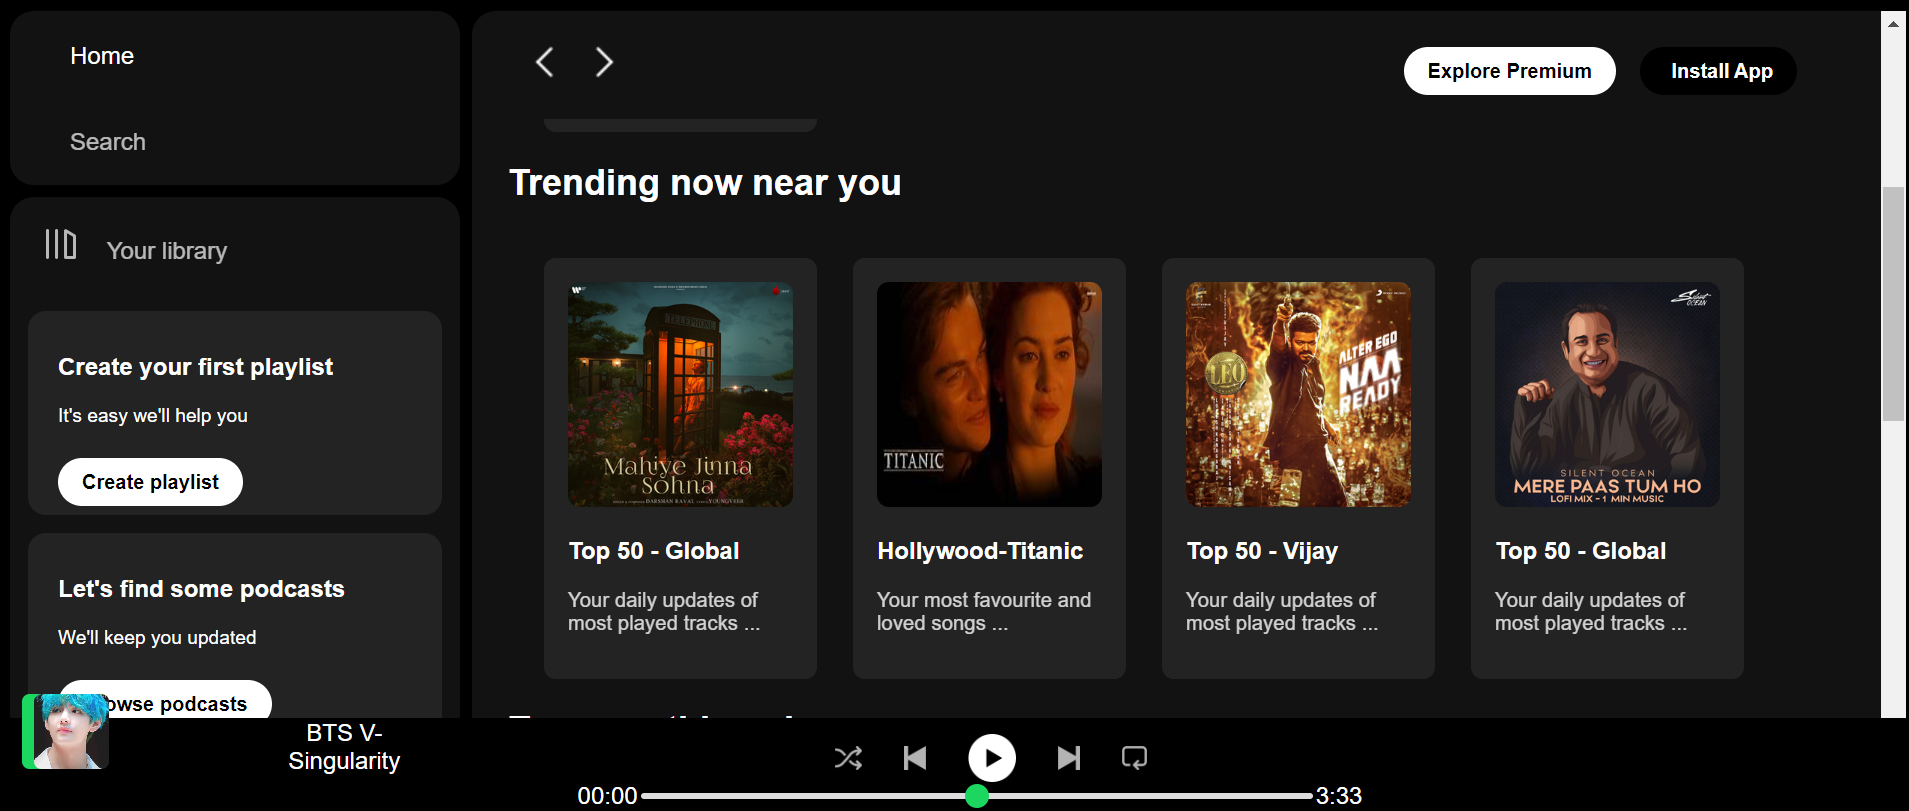 Home
Search
Your library
Create your first playlist
It's easy we'll help you
Create playlist
Let's find some podcasts
We'll keep you updated
owse podcasts
Explore Premium
Install App
Trending now near you
TELEPHONE
Mahiye Jinna
Sohna
TITANIC
LEO
ALTER EGO
NAA
READY
Silent
OCEAN
SILENT OCEAN
MERE PAAS TUM HO
LOFI MIX - 1 MIN MUSIC
Top 50 - Global
Your daily updates of
most played tracks ...
Hollywood-Titanic
Your most favourite and
loved songs ...
Top 50 - Vijay
Your daily updates of
most played tracks ...
Top 50 - Global
Your daily updates of
most played tracks ...
BTS V-
Singularity
00:00
3:33